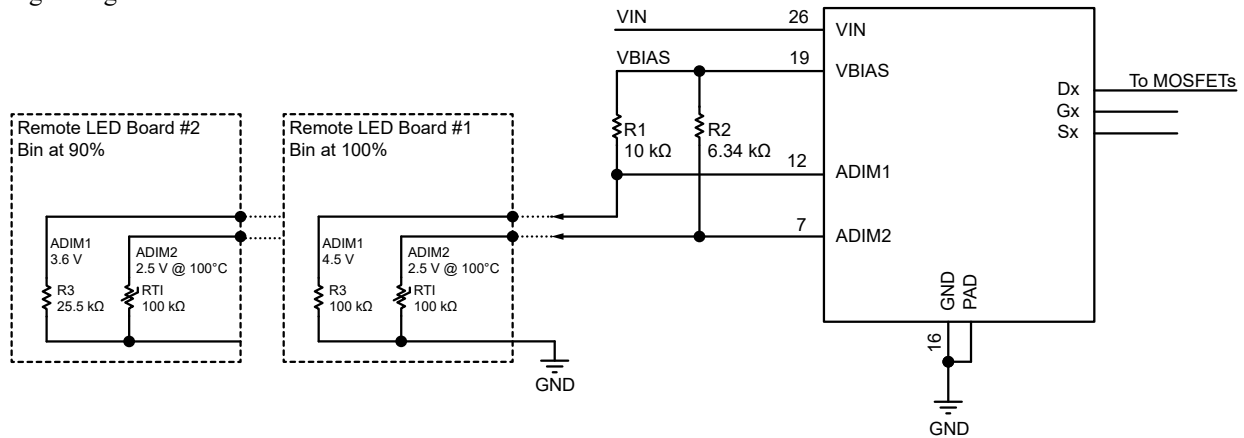 VIN
26
VIN
VBIAS
19
VBIAS
Dx
To MOSFETs
Gx
Sx
Remote LED Board #2
Bin at 90%
Remote LED Board #1
Bin at 100%
R1
10 kΩ
R2
6.34 kΩ
12
ADIM1
7
ADIM2
ADIM1
3.6 V
ADIM2
2.5 V @ 100°C
R3
25.5 kΩ
RTI
100 kΩ
ADIM1
4.5 V
ADIM2
2.5 V @ 100°C
R3
100 kΩ
RTI
100 kΩ
GND
GND
PAD
16
GND